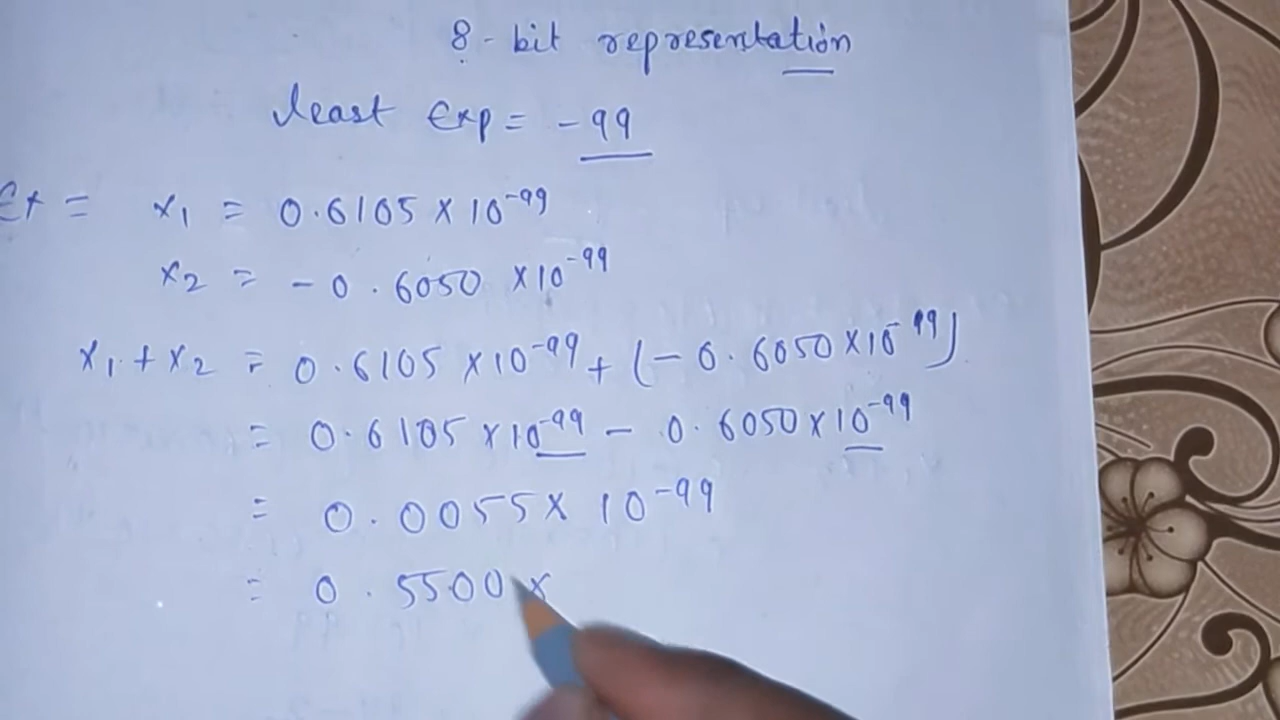 8-bit representation
least Exp = -99
Ex = x₁ = 0.6105 × 10⁻⁹⁹
x₂ = -0.6050 × 10⁻⁹⁹
x₁ + x₂ = 0.6105 × 10⁻⁹⁹ + (-0.6050 × 10⁻⁹⁹)
= 0.6105 × 10⁻⁹⁹ - 0.6050 × 10⁻⁹⁹
= 0.0055 × 10⁻⁹⁹
= 0.5500 ×